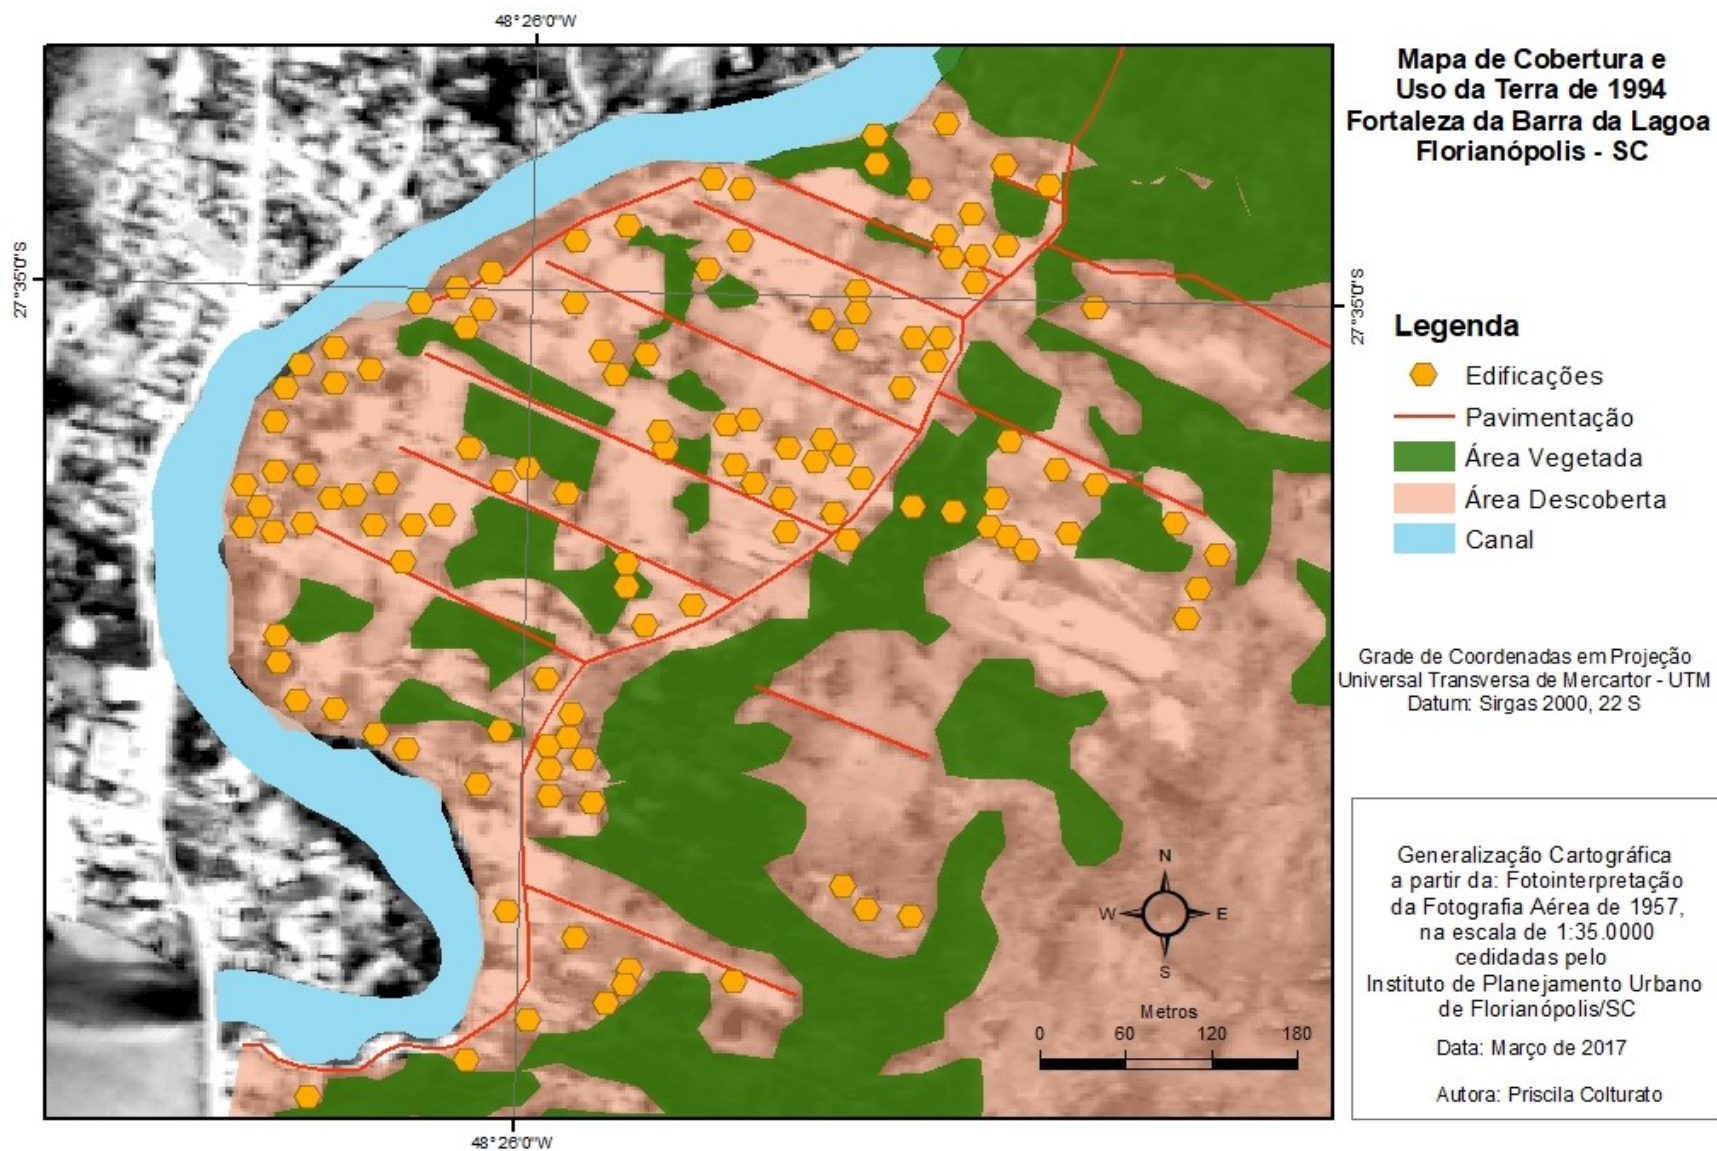 48°26'0"W
Mapa de Cobertura e
Uso da Terra de 1994
Fortaleza da Barra da Lagoa
Florianópolis - SC
27°35'0"S
27°35'0"S
Legenda
Edificações
Pavimentação
Área Vegetada
Área Descoberta
Canal
Grade de Coordenadas em Projeção
Universal Transversa de Mercartor - UTM
Datum: Sirgas 2000, 22 S
Generalização Cartográfica
a partir da: Fotointerpretação
da Fotografia Aérea de 1957,
na escala de 1:35.0000
cedidadas pelo
Instituto de Planejamento Urbano
de Florianópolis/SC
Data: Março de 2017
Autora: Priscila Colturato
N
W E
S
Metros
0 60 120 180
48°26'0"W